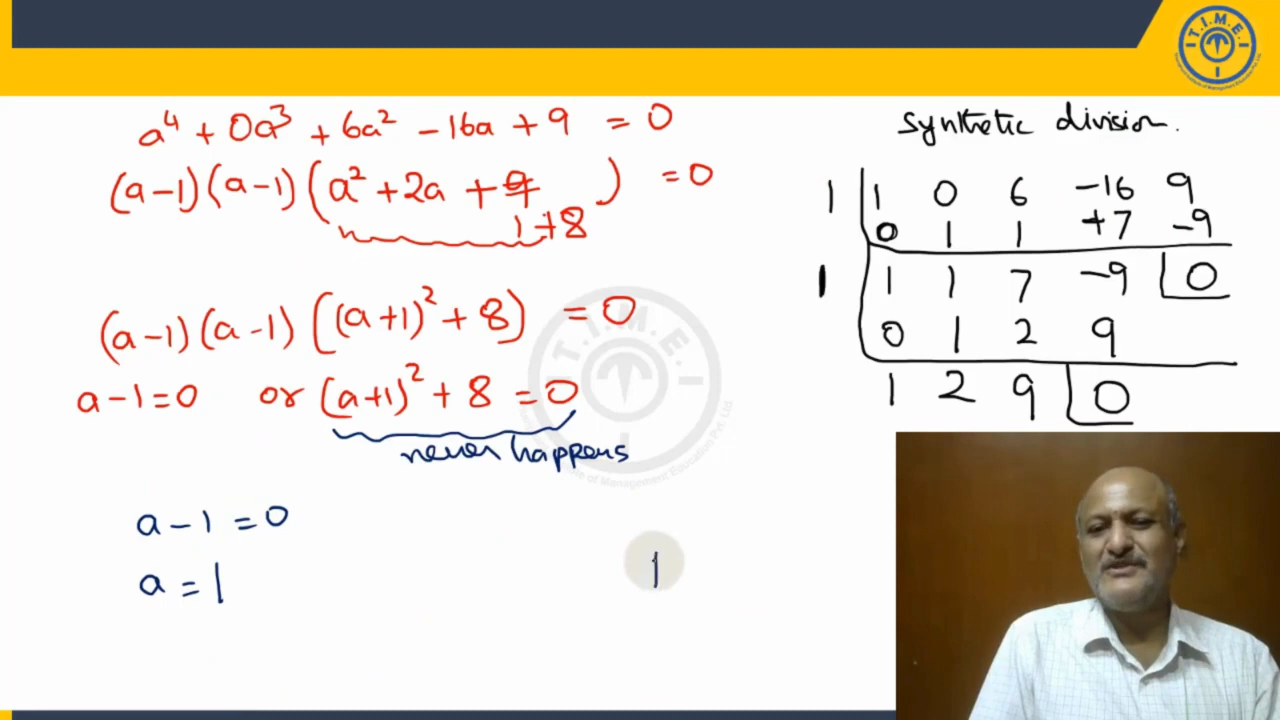 T.I.M.E.
a⁴ + 0a³ + 6a² - 16a + 9 = 0
(a-1)(a-1)(a² + 2a + 9) = 0
1+8
(a-1)(a-1)((a+1)² + 8) = 0
a-1=0 or (a+1)² + 8 = 0
never happens
a-1 = 0
a = 1
1
synthetic division.
1 | 1 0 6 -16 9
0 1 1 +7 -9
1 | 1 1 7 -9 | 0
0 1 2 9
1 2 9 | 0
T.I.M.E.